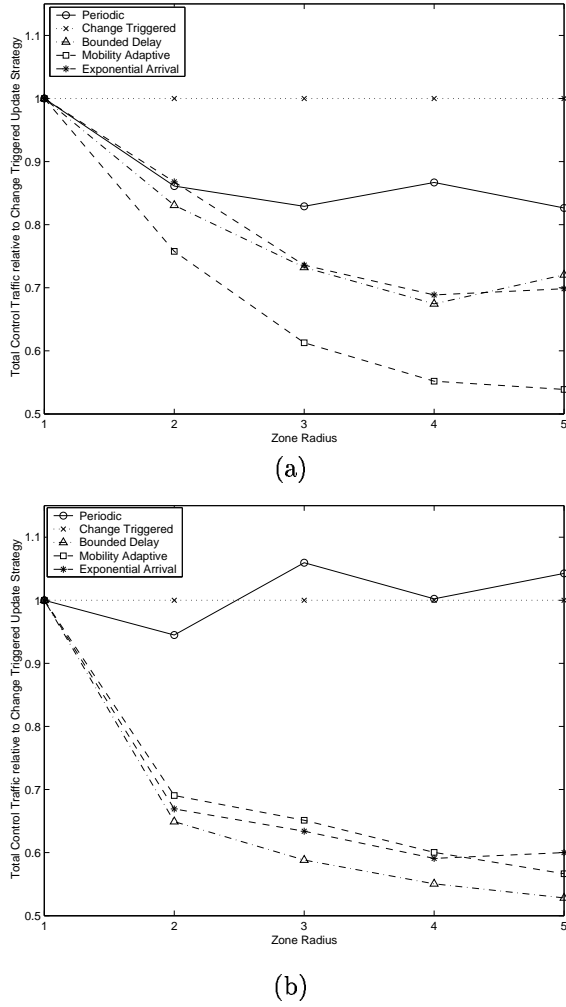 1.1
1
0.9
0.8
0.7
0.6
0.5
Total Control Traffic relative to Change Triggered Update Strategy
Periodic
Change Triggered
Bounded Delay
Mobility Adaptive
Exponential Arrival
1 2 3 4 5
Zone Radius
(a)
1.1
1
0.9
0.8
0.7
0.6
0.5
Total Control Traffic relative to Change Triggered Update Strategy
Periodic
Change Triggered
Bounded Delay
Mobility Adaptive
Exponential Arrival
1 2 3 4 5
Zone Radius
(b)